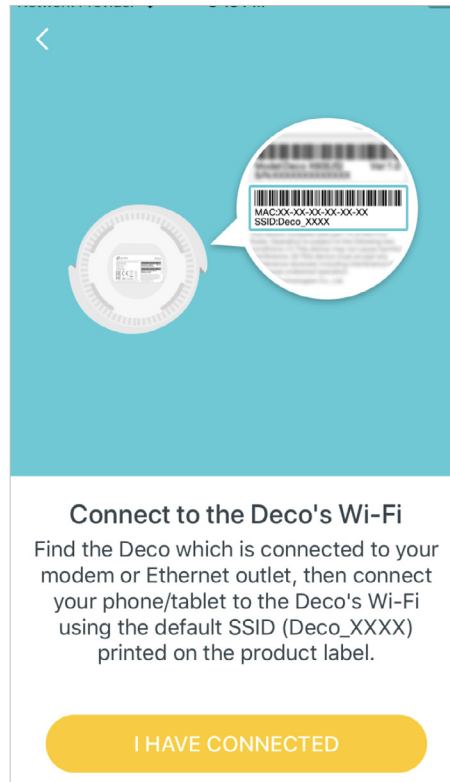 MAC:XX-XX-XX-XX-XX-XX
SSID:Deco_XXXX
Connect to the Deco's Wi-Fi
Find the Deco which is connected to your
modem or Ethernet outlet, then connect
your phone/tablet to the Deco's Wi-Fi
using the default SSID (Deco_XXXX)
printed on the product label.
I HAVE CONNECTED